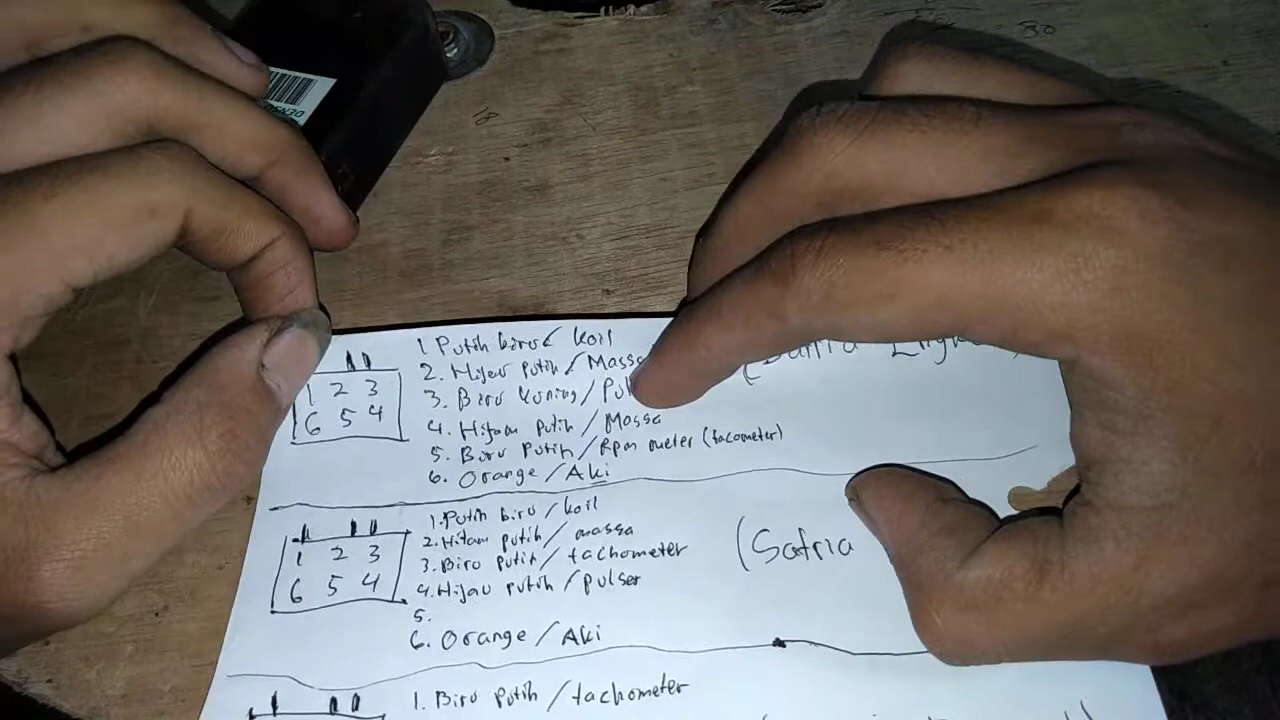 1 Putih biru / koil
2. Hijau putih / Massa
3. Biru kuning /
1 2 3
6 5 4
4. Hitam putih / Massa
5. Biru putih / Rpm meter (tacometer)
6. Orange / Aki
1. Putih biru / koil
2. Hitam putih / massa
3. Biro putih / tachometer
4. Hijau putih / pulser
5.
6. Orange / Aki
1 2 3
6 5 4
(Satria
1. Biru putih / tachometer